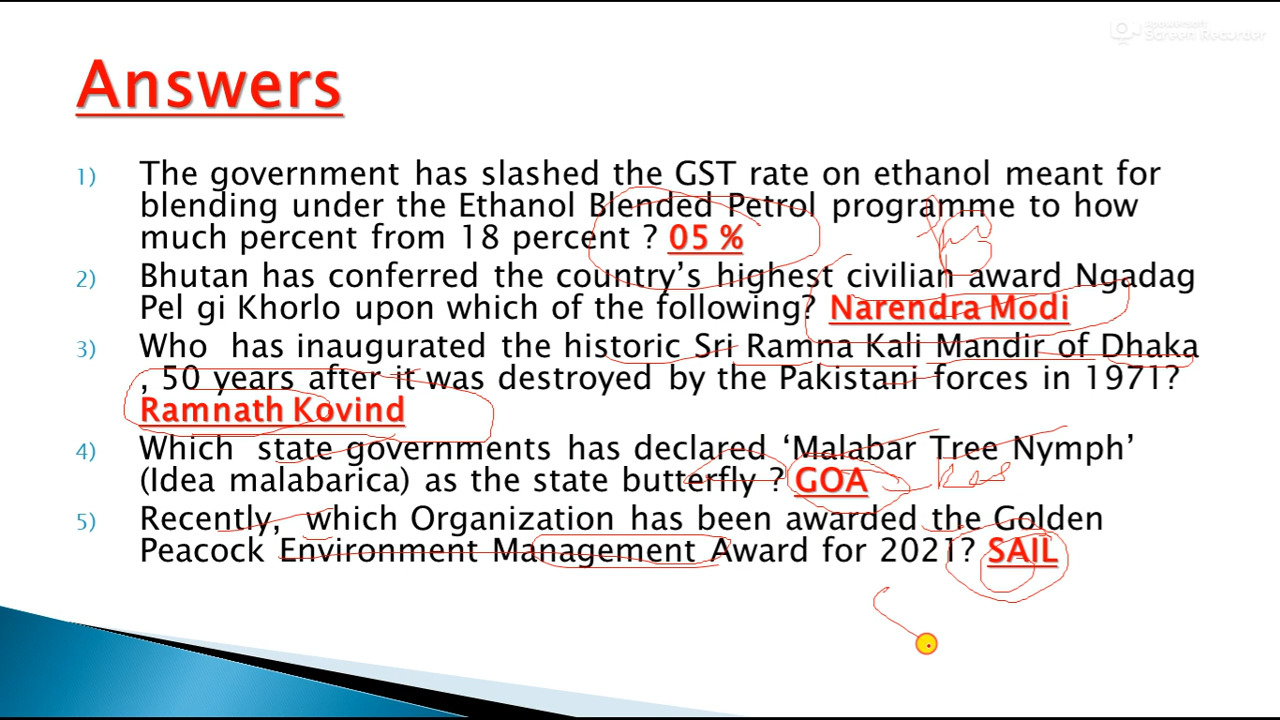 Apowersoft
Screen Recorder
Answers
1) The government has slashed the GST rate on ethanol meant for
blending under the Ethanol Blended Petrol programme to how
much percent from 18 percent ? 05 %
2) Bhutan has conferred the country’s highest civilian award Ngadag
Pel gi Khorlo upon which of the following? Narendra Modi
3) Who has inaugurated the historic Sri Ramna Kali Mandir of Dhaka
, 50 years after it was destroyed by the Pakistani forces in 1971?
Ramnath Kovind
4) Which state governments has declared ‘Malabar Tree Nymph’
(Idea malabarica) as the state butterfly ? GOA
5) Recently, which Organization has been awarded the Golden
Peacock Environment Management Award for 2021? SAIL